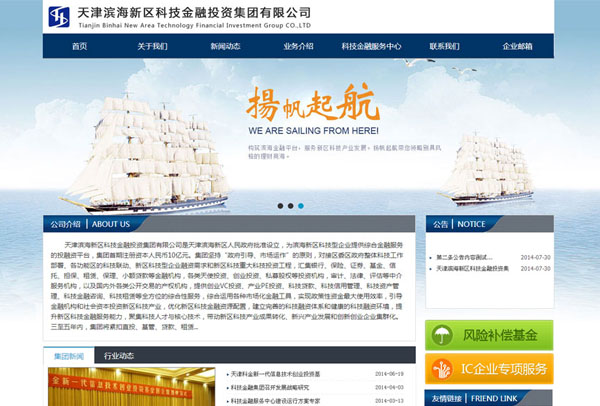 天津滨海新区科技金融投资集团有限公司
Tianjin Binhai New Area Technology Financial Investment Group CO.,LTD
首页 关于我们 新闻动态 业务介绍 科技金融服务中心 联系我们 企业邮箱
揚帆起航
WE ARE SAILING FROM HERE!
构筑滨海金融平台，服务新区科技产业发展。扬帆起航带您领略别具风
格的理财商海。
公司介绍 | ABOUT US
天津滨海新区科技金融投资集团有限公司是天津滨海新区人民政府批准设立，为滨海新区科技型企业提供综合金融服务
的投融资平台，集团首期注册资本人民币10亿元。集团坚持“政府引导、市场运作”的原则，对接区委区政府整体科技工作
部署、各功能区的科技联动、新区科技型企业融资需求和新区科技重大科技投资工程，汇集银行、保险、证券、基金、信
托、担保、租赁、保理、小额贷款等金融机构，各类天使投资、创业投资、私募股权等投资机构，审计、法律、评估等中介
服务机构，以及国内外各类公开交易的产权机构，提供创业VC投资、产业PE投资、科技贷款、科技信用管理、科技资产管
理、科技金融咨询、科技租赁等全方位的综合性服务，综合运用各种市场化金融工具，实现政策性资金最大使用效率，引导
金融机构和社会资本投资新区科技产业，优化新区科技金融资源配置，建立完善的科技融资体系和健康的科技融资环境，提
升新区科技金融服务能力，聚集科技人才与核心技术，带动新区科技产业成果转化、新兴产业发展和创新创业企业集群化。
三至五年内，集团将紧扣直投、基管、贷款、租赁...
公告 | NOTICE
第二条公告内容测试... 2014-07-30
天津滨海新区科技金融投资集 2014-07-30
风险补偿基金
IC企业专项服务
集团新闻 行业动态
天津科金新一代信息技术创业投资基 2014-06-19
科技金融集团召开发展战略研究 2014-04-03
科技金融服务中心建设运行方案专家 2014-03-13
友情链接 | FRIEND LINK